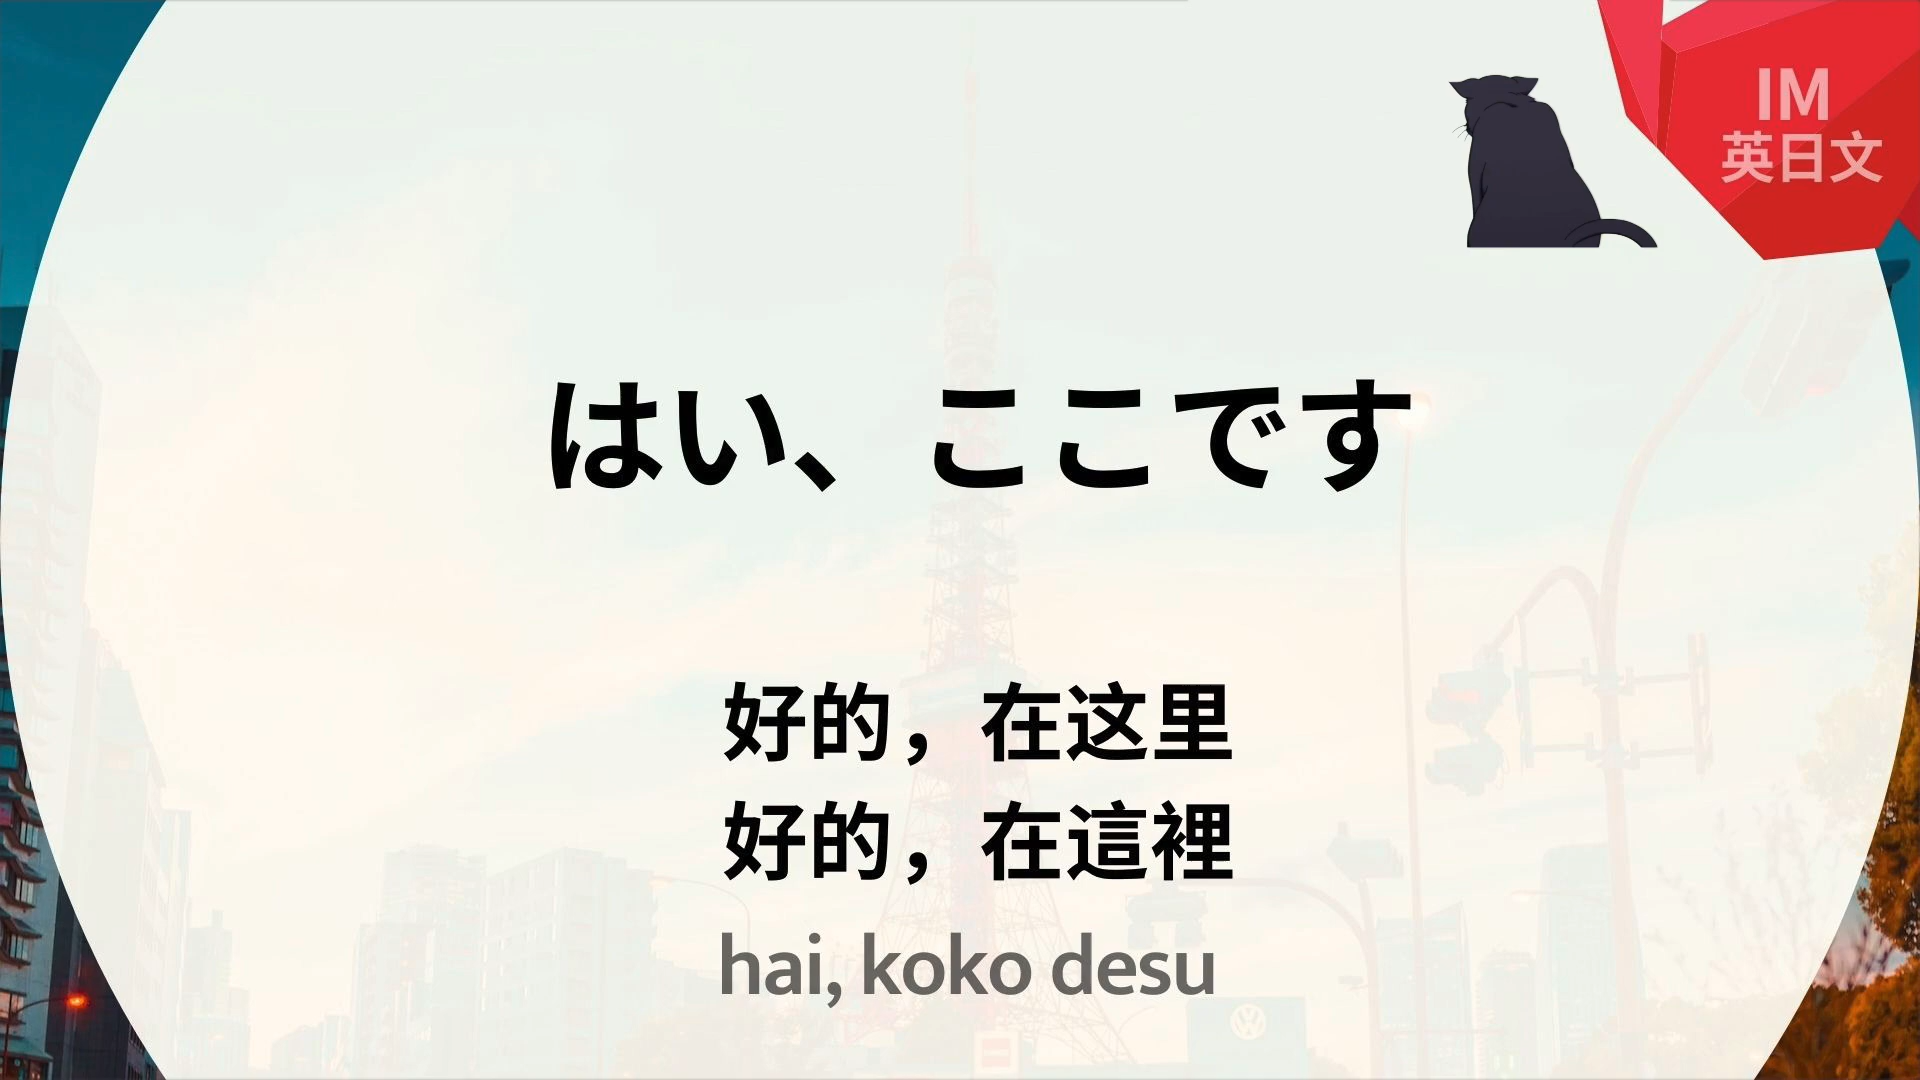 IM
英日文
はい、ここです
好的，在这里
好的，在這裡
hai, koko desu